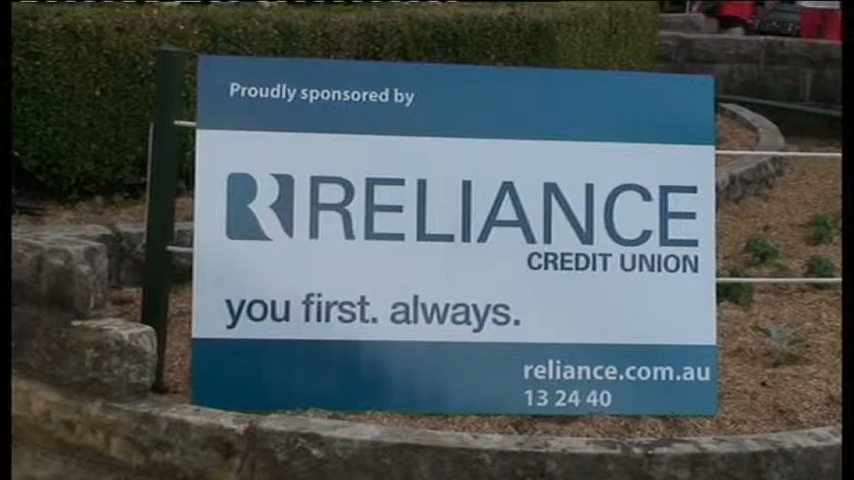 Proudly sponsored by
RELIANCE
CREDIT UNION
you first. always.
reliance.com.au
13 24 40